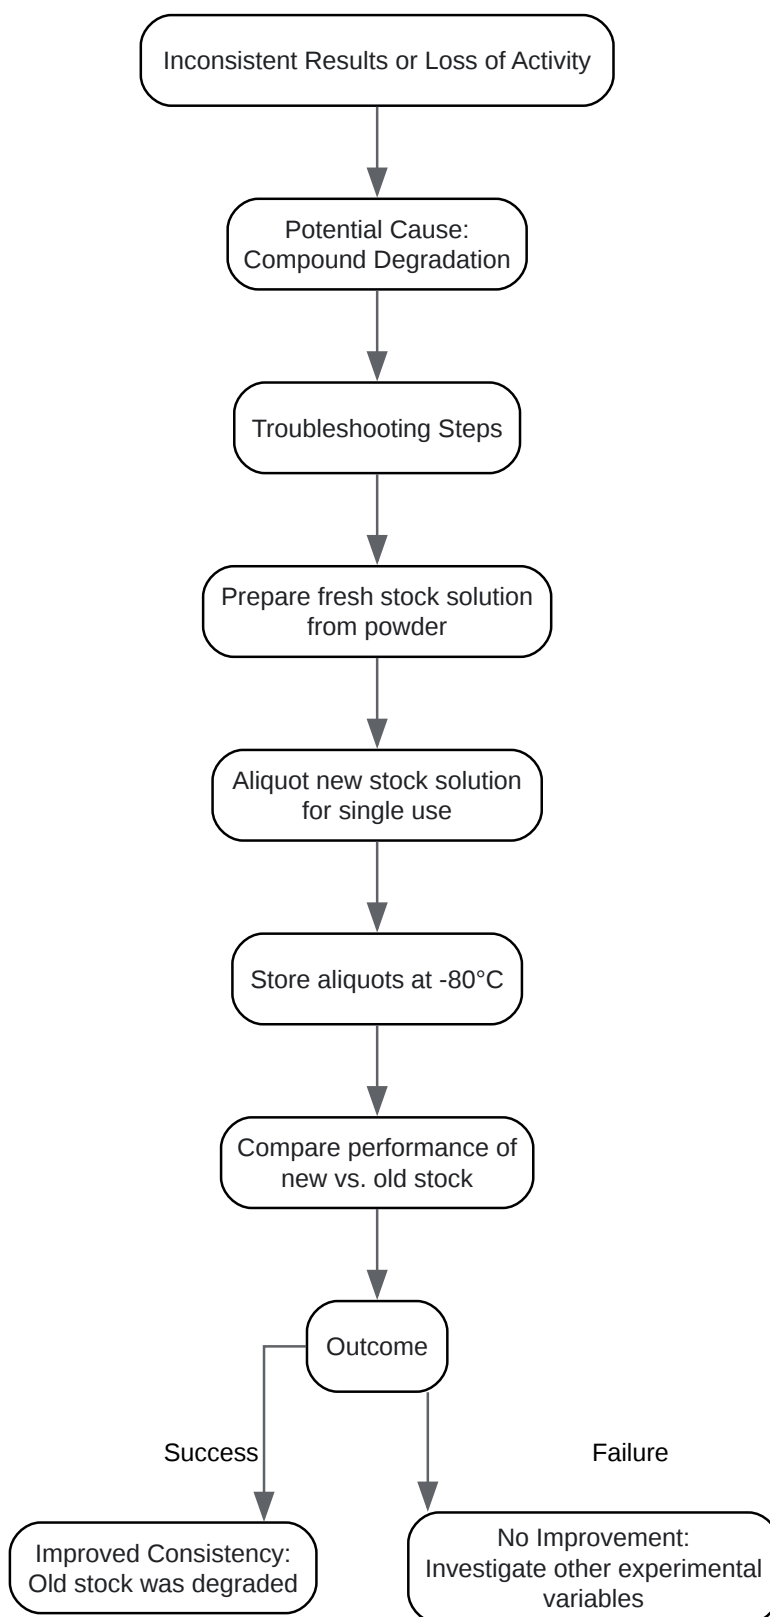 Inconsistent Results or Loss of Activity
Potential Cause:
Compound Degradation
Troubleshooting Steps
Prepare fresh stock solution
from powder
Aliquot new stock solution
for single use
Store aliquots at -80°C
Compare performance of
new vs. old stock
Outcome
Success
Failure
Improved Consistency:
Old stock was degraded
No Improvement:
Investigate other experimental
variables